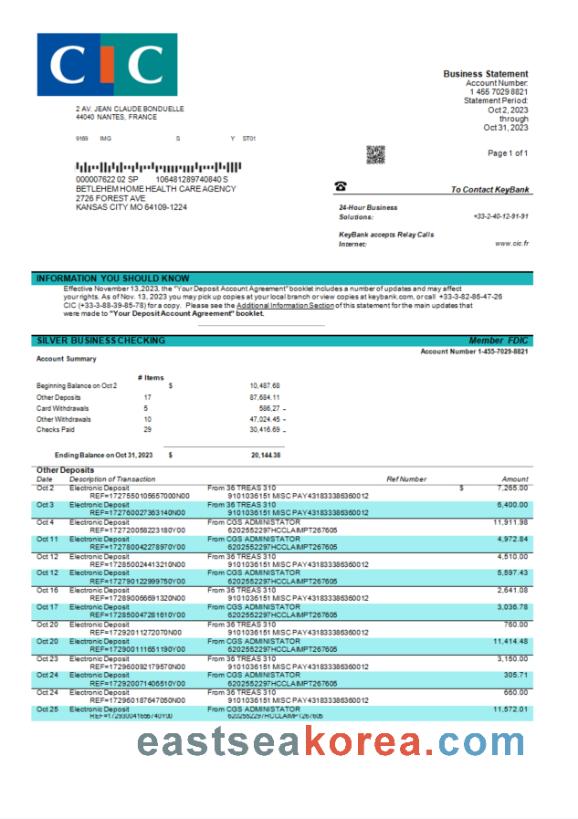 CIC
2 AV. JEAN CLAUDE BONDUELLE
44040 NANTES, FRANCE
Business Statement
Account Number:
1 455 7029 8821
Statement Period:
Oct 2, 2023
through
Oct 31, 2023
9169 IMG S Y ST01
Page 1 of 1
000007622 02 SP 106481289740840 S
BETLEHEM HOME HEALTH CARE AGENCY
2726 FOREST AVE
KANSAS CITY MO 64109-1224
To Contact KeyBank
24-Hour Business
Solutions: +33-2-40-12-91-91
KeyBank accepts Relay Calls
Internet: www.cic.fr
INFORMATION YOU SHOULD KNOW
Effective November 13,2023, the "Your Deposit Account Agreement" booklet includes a number of updates and may affect
your rights. As of Nov. 13, 2023 you may pick up copies at your local branch or view copies at keybank.com, or call +33-3-82-86-47-26
CIC (+33-3-88-39-85-78) for a copy. Please see the Additional Information Section of this statement for the main updates that
were made to "Your Deposit Account Agreement" booklet.
SILVER BUSINESS CHECKING Member FDIC
Account Number 1-455-7029-8821
Account Summary
# Items
Beginning Balance on Oct 2 $ 10,487.68
Other Deposits 17 87,684.11
Card Withdrawals 5 586.27 -
Other Withdrawals 10 47,024.45 -
Checks Paid 29 30,416.69 -
Ending Balance on Oct 31, 2023 $ 20,144.38
Other Deposits
Date Description of Transaction Ref Number Amount
Oct 2 Electronic Deposit From 36 TREAS 310 $ 7,265.00
REF=1727550105657000N00 9101036151 MISC PAY431833386360012
Oct 3 Electronic Deposit From 36 TREAS 310 6,400.00
REF=172760027363140N00 9101036151 MISC PAY431833386360012
Oct 4 Electronic Deposit From CGS ADMINISTATOR 11,911.98
REF=172720058223180Y00 6202552297HCCLAIMPT267605
Oct 11 Electronic Deposit From CGS ADMINISTATOR 4,972.84
REF=172780042278970Y00 6202552297HCCLAIMPT267605
Oct 12 Electronic Deposit From 36 TREAS 310 4,510.00
REF=172850024413210N00 9101036151 MISC PAY431833386360012
Oct 12 Electronic Deposit From CGS ADMINISTATOR 5,597.43
REF=172790122999750Y00 6202552297HCCLAIMPT267605
Oct 16 Electronic Deposit From 36 TREAS 310 2,641.08
REF=172890066691320N00 9101036151 MISC PAY431833386360012
Oct 17 Electronic Deposit From CGS ADMINISTATOR 3,036.78
REF=172850047281610Y00 6202552297HCCLAIMPT267605
Oct 20 Electronic Deposit From 36 TREAS 310 760.00
REF=17292011272070N00 9101036151 MISC PAY431833386360012
Oct 20 Electronic Deposit From CGS ADMINISTATOR 11,414.48
REF=172900111651190Y00 6202552297HCCLAIMPT267605
Oct 23 Electronic Deposit From 36 TREAS 310 3,150.00
REF=172960092179570N00 9101036151 MISC PAY431833386360012
Oct 24 Electronic Deposit From CGS ADMINISTATOR 305.71
REF=172920071406510Y00 6202552297HCCLAIMPT267605
Oct 24 Electronic Deposit From 36 TREAS 310 660.00
REF=172960187647050N00 9101036151 MISC PAY431833386360012
Oct 25 Electronic Deposit From CGS ADMINISTATOR 11,572.01
REF=172930041656740Y00 6202552297HCCLAIMPT267605
eastseakorea.com